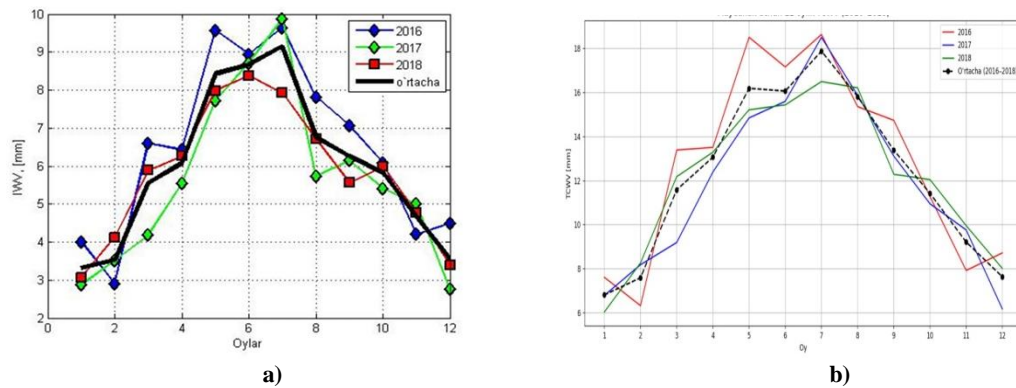 a)
10
9
8
7
6
5
4
3
2
IWV, [mm]
0 2 4 6 8 10 12
Oylar
2016
2017
2018
o`rtacha
18
16
14
12
10
8
6
TCWV [mm]
1 2 3 4 5 6 7 8 9 10 11 12
Oy
2016
2017
2018
O'rtacha (2016–2018)
a) b)